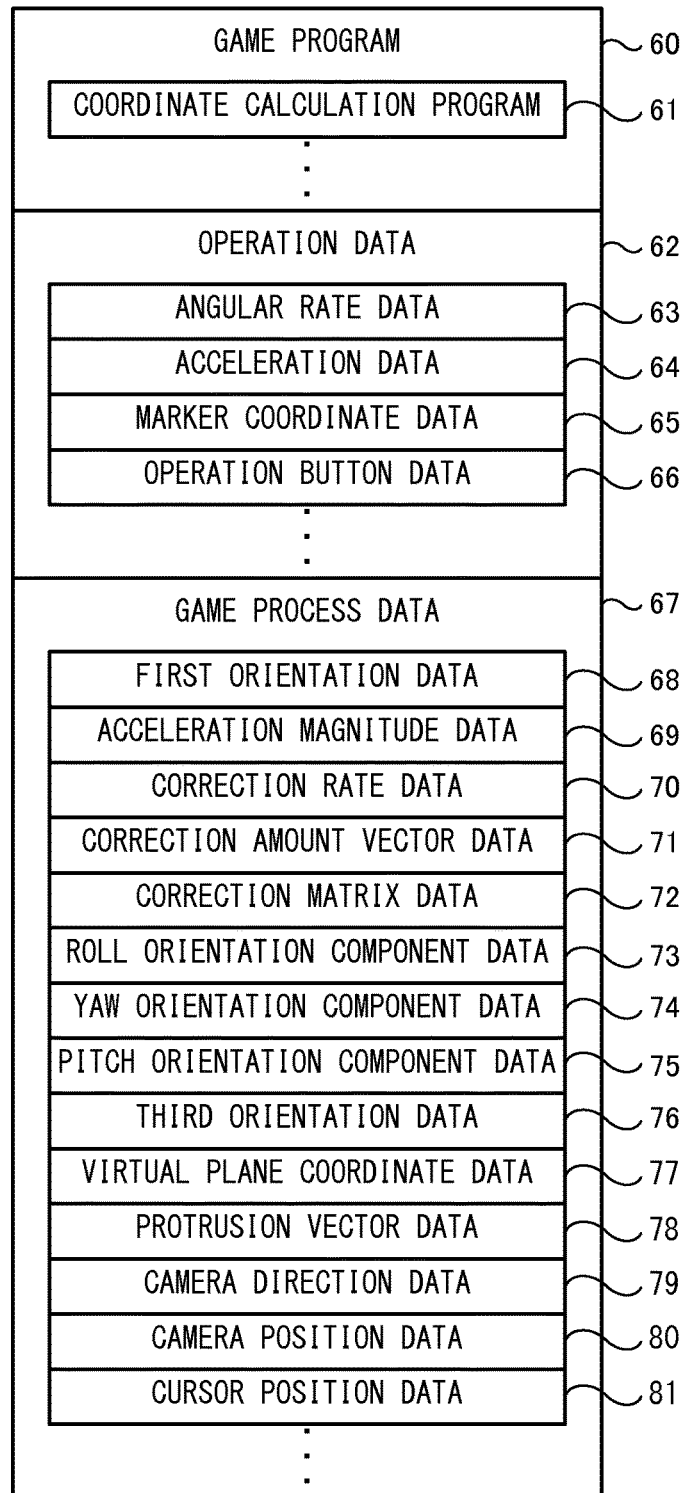 GAME PROGRAM 60
COORDINATE CALCULATION PROGRAM 61
OPERATION DATA 62
ANGULAR RATE DATA 63
ACCELERATION DATA 64
MARKER COORDINATE DATA 65
OPERATION BUTTON DATA 66
GAME PROCESS DATA 67
FIRST ORIENTATION DATA 68
ACCELERATION MAGNITUDE DATA 69
CORRECTION RATE DATA 70
CORRECTION AMOUNT VECTOR DATA 71
CORRECTION MATRIX DATA 72
ROLL ORIENTATION COMPONENT DATA 73
YAW ORIENTATION COMPONENT DATA 74
PITCH ORIENTATION COMPONENT DATA 75
THIRD ORIENTATION DATA 76
VIRTUAL PLANE COORDINATE DATA 77
PROTRUSION VECTOR DATA 78
CAMERA DIRECTION DATA 79
CAMERA POSITION DATA 80
CURSOR POSITION DATA 81